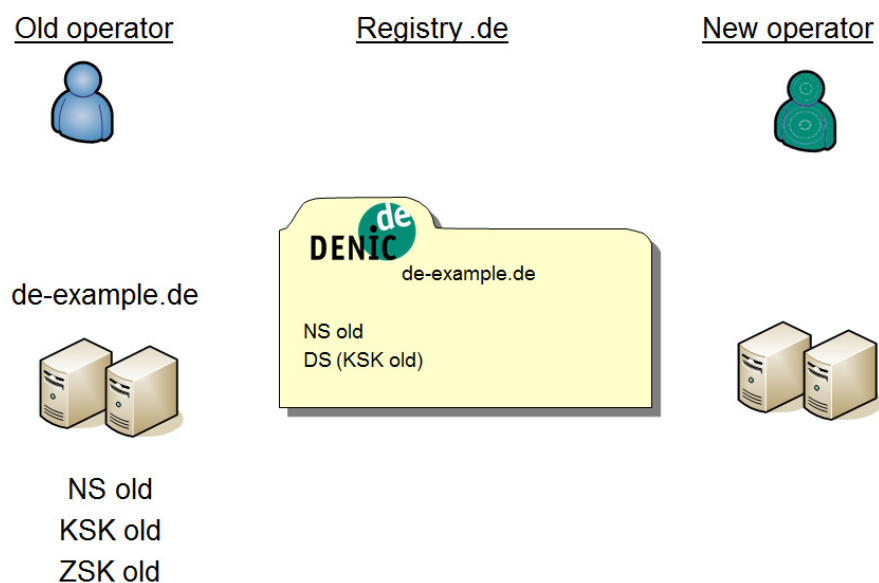 Old operator
Registry .de
New operator
de
DENIC
de-example.de
de-example.de
NS old
DS (KSK old)
NS old
KSK old
ZSK old